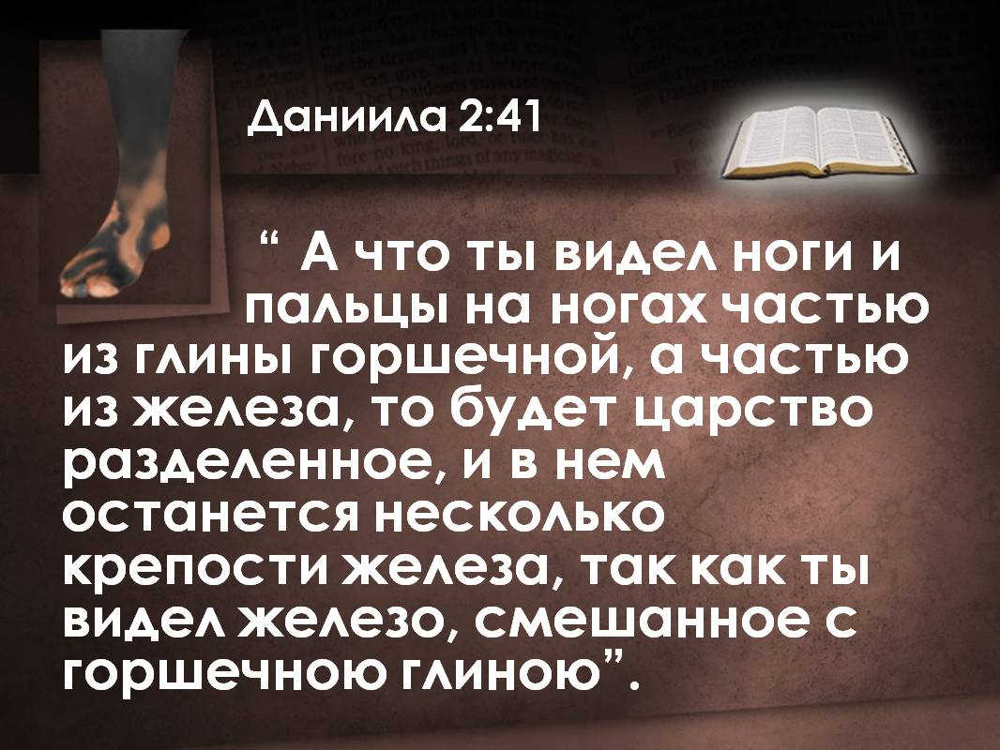 Даниила 2:41
“ А что ты видел ноги и
пальцы на ногах частью
из глины горшечной, а частью
из железа, то будет царство
разделенное, и в нем
останется несколько
крепости железа, так как ты
видел железо, смешанное с
горшечною глиною”.